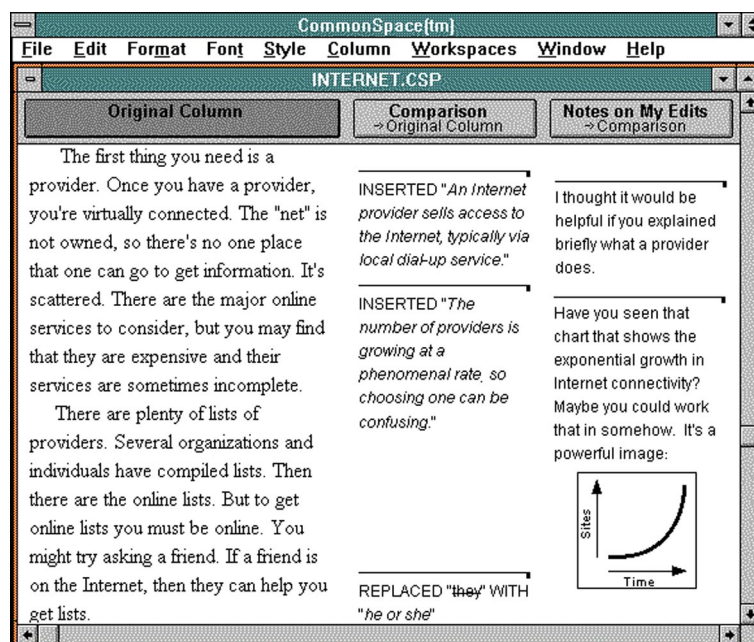 CommonSpace[tm]
File Edit Format Font Style Column Workspaces Window Help
INTERNET.CSP
Original Column
Comparison
→Original Column
Notes on My Edits
→Comparison
The first thing you need is a
provider. Once you have a provider,
you're virtually connected. The "net" is
not owned, so there's no one place
that one can go to get information. It's
scattered. There are the major online
services to consider, but you may find
that they are expensive and their
services are sometimes incomplete.
There are plenty of lists of
providers. Several organizations and
individuals have compiled lists. Then
there are the online lists. But to get
online lists you must be online. You
might try asking a friend. If a friend is
on the Internet, then they can help you
get lists.
INSERTED "An Internet
provider sells access to
the Internet, typically via
local dial-up service."
INSERTED "The
number of providers is
growing at a
phenomenal rate, so
choosing one can be
confusing."
REPLACED "they" WITH
"he or she"
I thought it would be
helpful if you explained
briefly what a provider
does.
Have you seen that
chart that shows the
exponential growth in
Internet connectivity?
Maybe you could work
that in somehow. It's a
powerful image:
Sites
Time